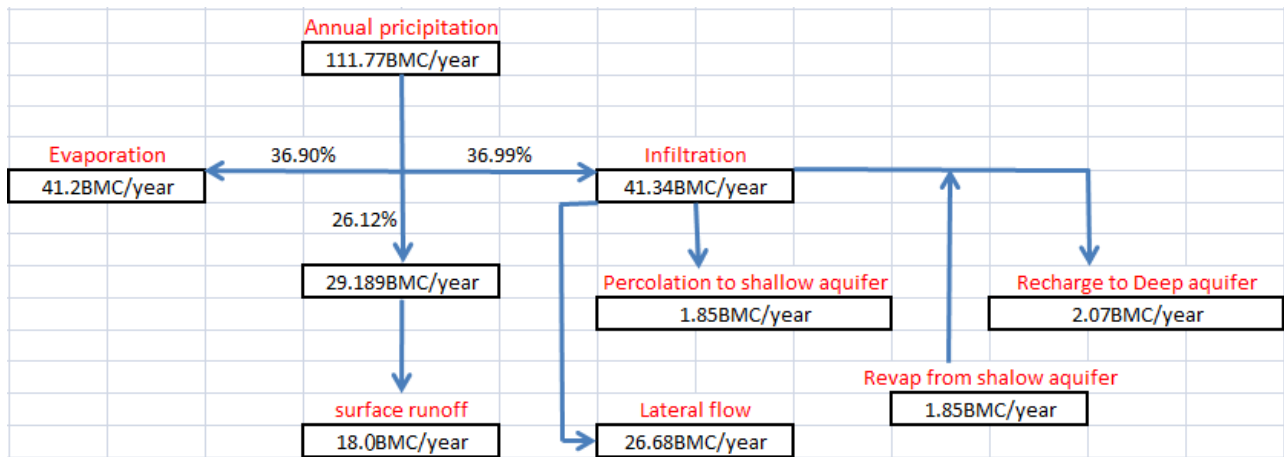 Annual pricipitation
111.77BMC/year
Evaporation
36.90%
36.99%
Infiltration
41.2BMC/year
41.34BMC/year
26.12%
29.189BMC/year
Percolation to shallow aquifer
Recharge to Deep aquifer
1.85BMC/year
2.07BMC/year
Revap from shalow aquifer
1.85BMC/year
surface runoff
Lateral flow
18.0BMC/year
26.68BMC/year